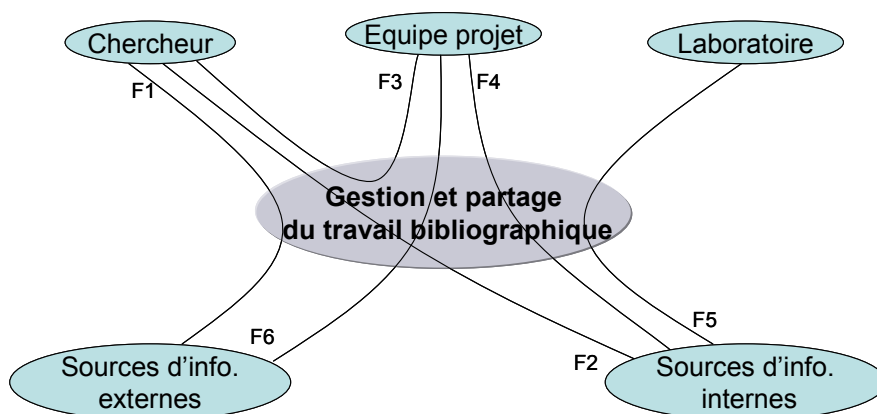 Chercheur
Equipe projet
Laboratoire
F1
F3
F4
Gestion et partage
du travail bibliographique
F6
F5
F2
Sources d'info.
externes
Sources d'info.
internes